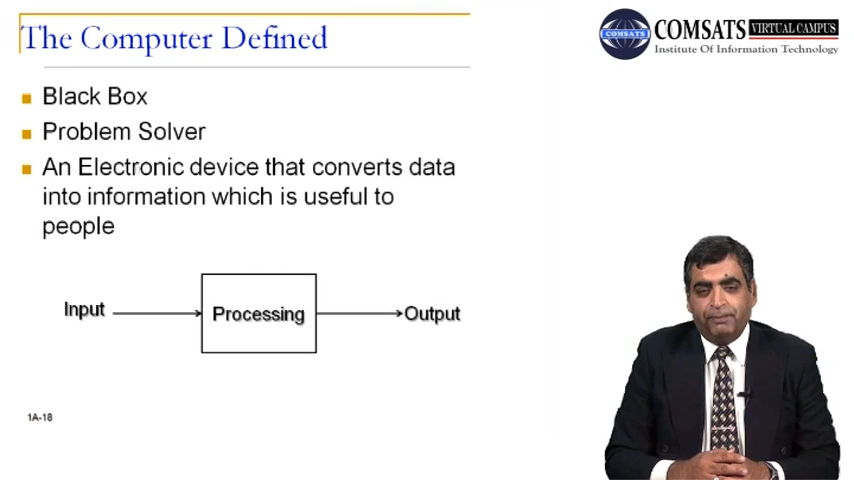 The Computer Defined
COMSATS VIRTUAL CAMPUS
Institute Of Information Technology
COMSATS
Black Box
Problem Solver
An Electronic device that converts data
into information which is useful to
people
Input
Processing
Output
1A-18